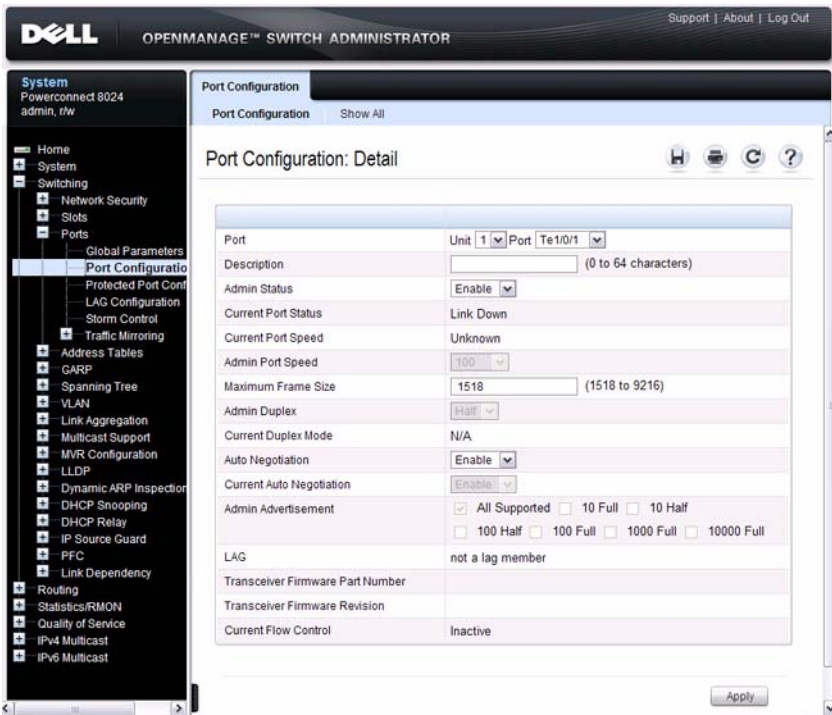 Support | About | Log Out
DELL OPENMANAGE™ SWITCH ADMINISTRATOR
System
Powerconnect 8024
admin, r/w
Home
System
Switching
Network Security
Slots
Ports
Global Parameters
Port Configuratio
Protected Port Conf
LAG Configuration
Storm Control
Traffic Mirroring
Address Tables
GARP
Spanning Tree
VLAN
Link Aggregation
Multicast Support
MVR Configuration
LLDP
Dynamic ARP Inspection
DHCP Snooping
DHCP Relay
IP Source Guard
PFC
Link Dependency
Routing
Statistics/RMON
Quality of Service
IPv4 Multicast
IPv6 Multicast
Port Configuration
Port Configuration Show All
Port Configuration: Detail
Port Unit 1 Port Te1/0/1
Description (0 to 64 characters)
Admin Status Enable
Current Port Status Link Down
Current Port Speed Unknown
Admin Port Speed 100
Maximum Frame Size 1518 (1518 to 9216)
Admin Duplex Half
Current Duplex Mode N/A
Auto Negotiation Enable
Current Auto Negotiation Enable
Admin Advertisement All Supported 10 Full 10 Half
100 Half 100 Full 1000 Full 10000 Full
LAG not a lag member
Transceiver Firmware Part Number
Transceiver Firmware Revision
Current Flow Control Inactive
Apply